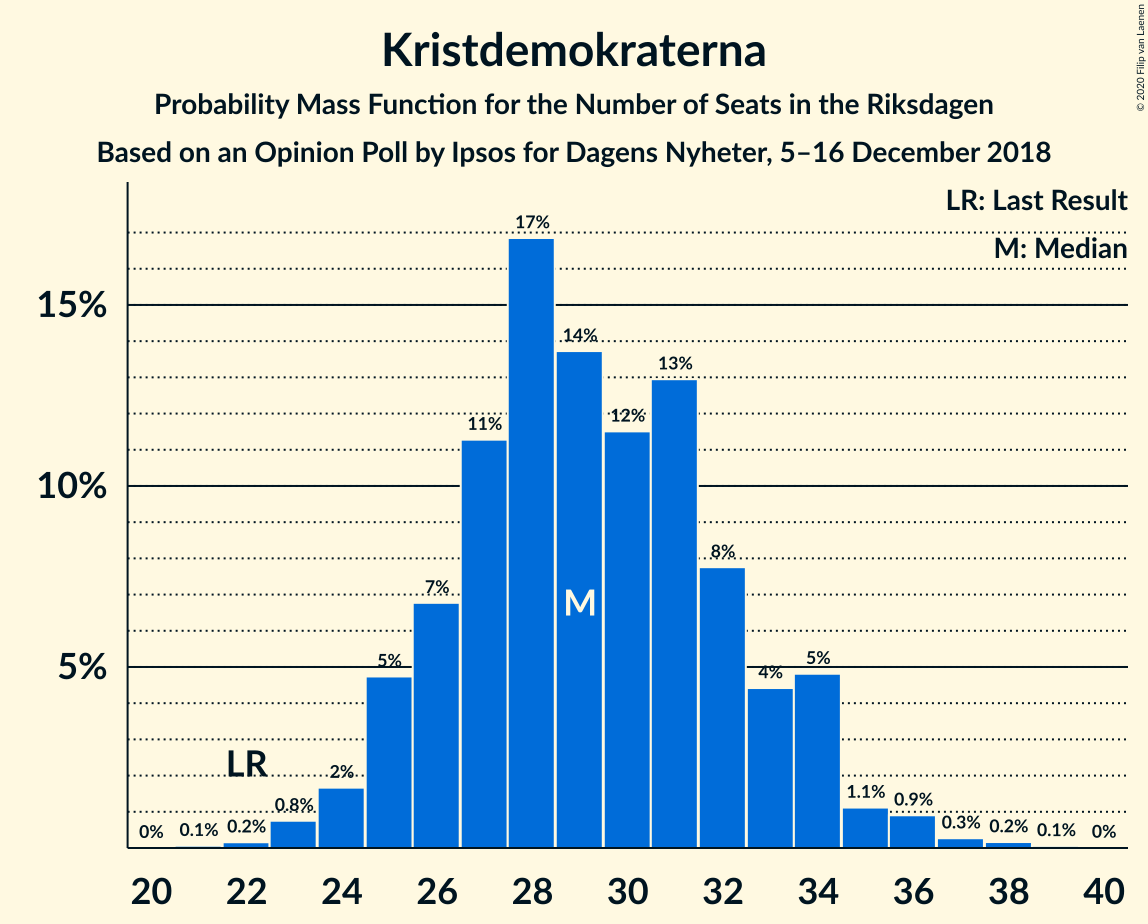 Kristdemokraterna
Probability Mass Function for the Number of Seats in the Riksdagen
Based on an Opinion Poll by Ipsos for Dagens Nyheter, 5–16 December 2018
© 2020 Filip van Laenen
LR: Last Result
M: Median
15%
10%
5%
0%
0.1%
0.2%
0.8%
2%
5%
7%
11%
17%
14%
12%
13%
8%
4%
5%
1.1%
0.9%
0.3%
0.2%
0.1%
0%
LR
M
20 22 24 26 28 30 32 34 36 38 40